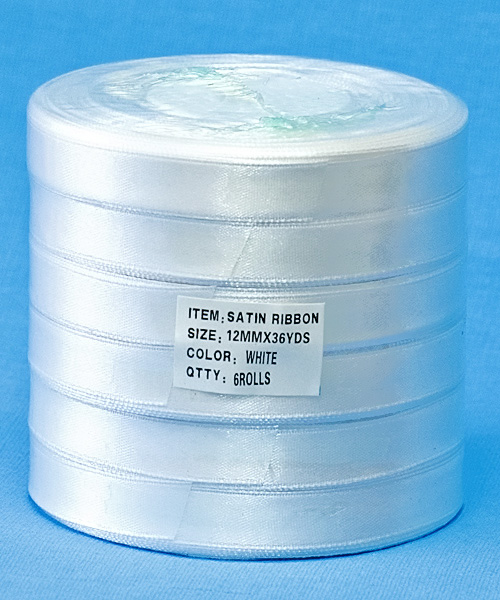 ITEM: SATIN RIBBON
SIZE: 12MMX36YDS
COLOR: WHITE
QTTY: 6ROLLS